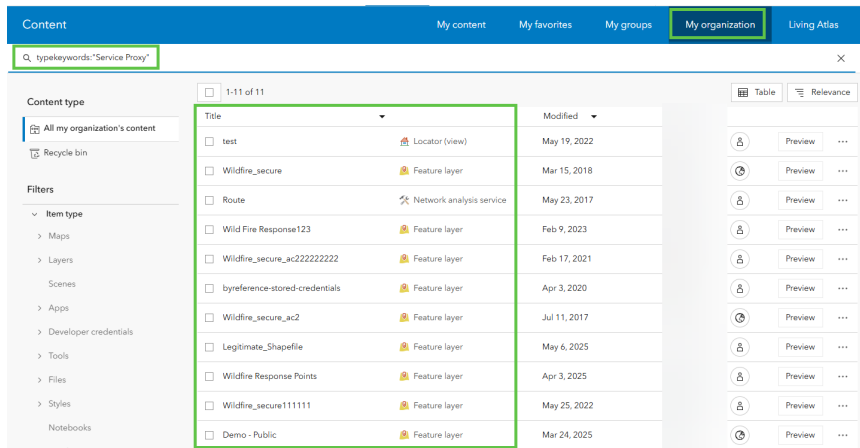 Content My content My favorites My groups My organization Living Atlas
typekeywords:"Service Proxy"
1-11 of 11 Table Relevance
Content type
All my organization's content
Recycle bin
Filters
Item type
Maps
Layers
Scenes
Apps
Developer credentials
Tools
Files
Styles
Notebooks
Title Modified
test Locator (view) May 19, 2022 Preview
Wildfire_secure Feature layer Mar 15, 2018 Preview
Route Network analysis service May 23, 2017 Preview
Wild Fire Response123 Feature layer Feb 9, 2023 Preview
Wildfire_secure_ac222222222 Feature layer Feb 17, 2021 Preview
byreference-stored-credentials Feature layer Apr 3, 2020 Preview
Wildfire_secure_ac2 Feature layer Jul 11, 2017 Preview
Legitimate_Shapefile Feature layer May 6, 2025 Preview
Wildfire Response Points Feature layer Apr 3, 2025 Preview
Wildfire_secure111111 Feature layer May 25, 2022 Preview
Demo - Public Feature layer Mar 24, 2025 Preview